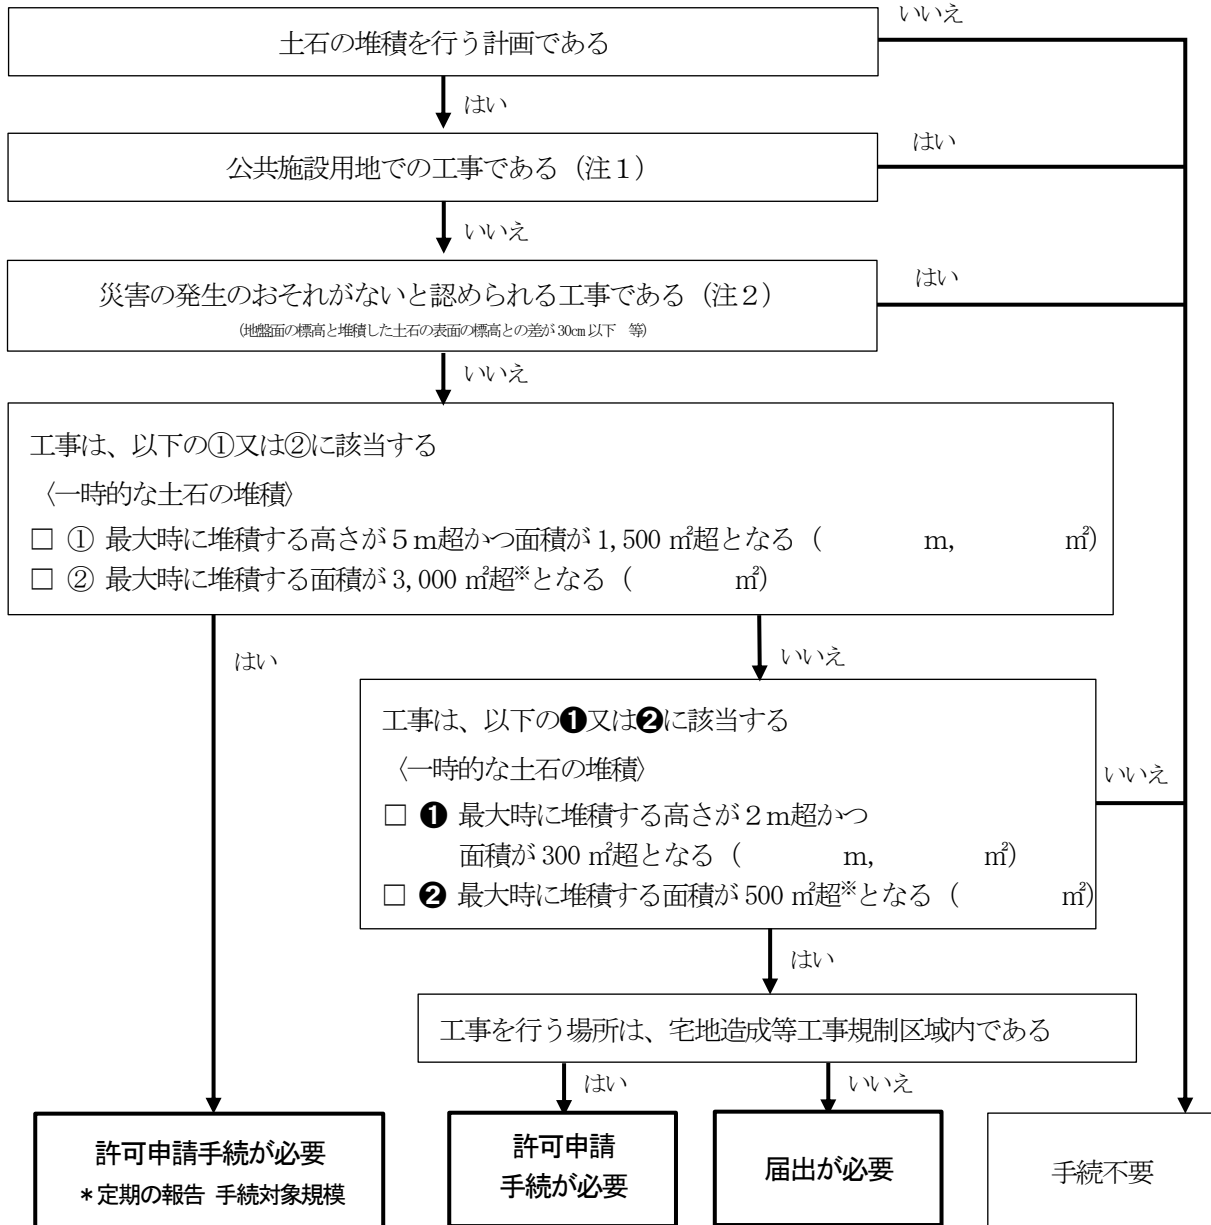 いいえ
土石の堆積を行う計画である
はい
はい
公共施設用地での工事である（注１）
いいえ
はい
災害の発生のおそれがないと認められる工事である（注２）
(地盤面の標高と堆積した土石の表面の標高との差が30cm以下　等)
いいえ
工事は、以下の①又は②に該当する
〈一時的な土石の堆積〉
□ ① 最大時に堆積する高さが５ｍ超かつ面積が1,500 ㎡超となる（　　　　ｍ,　　　　　㎡）
□ ② 最大時に堆積する面積が3,000 ㎡超※となる（　　　　㎡）
はい
いいえ
工事は、以下の❶又は❷に該当する
〈一時的な土石の堆積〉
いいえ
□ ❶ 最大時に堆積する高さが２ｍ超かつ
面積が300 ㎡超となる（　　　　ｍ,　　　　　㎡）
□ ❷ 最大時に堆積する面積が500 ㎡超※となる（　　　　㎡）
はい
工事を行う場所は、宅地造成等工事規制区域内である
はい
いいえ
許可申請手続が必要
＊定期の報告 手続対象規模
許可申請
手続が必要
届出が必要
手続不要